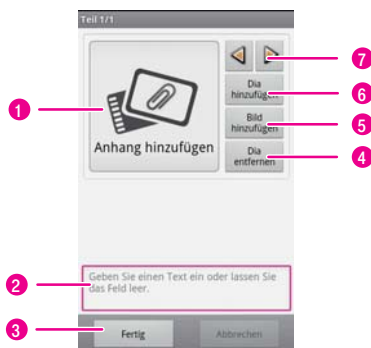 Teil 1/1
7
Dia
hinzufügen
6
1
Bild
hinzufügen
5
Anhang hinzufügen
Dia
entfernen
4
Geben Sie einen Text ein oder lassen Sie
das Feld leer.
2
3
Fertig
Abbrechen